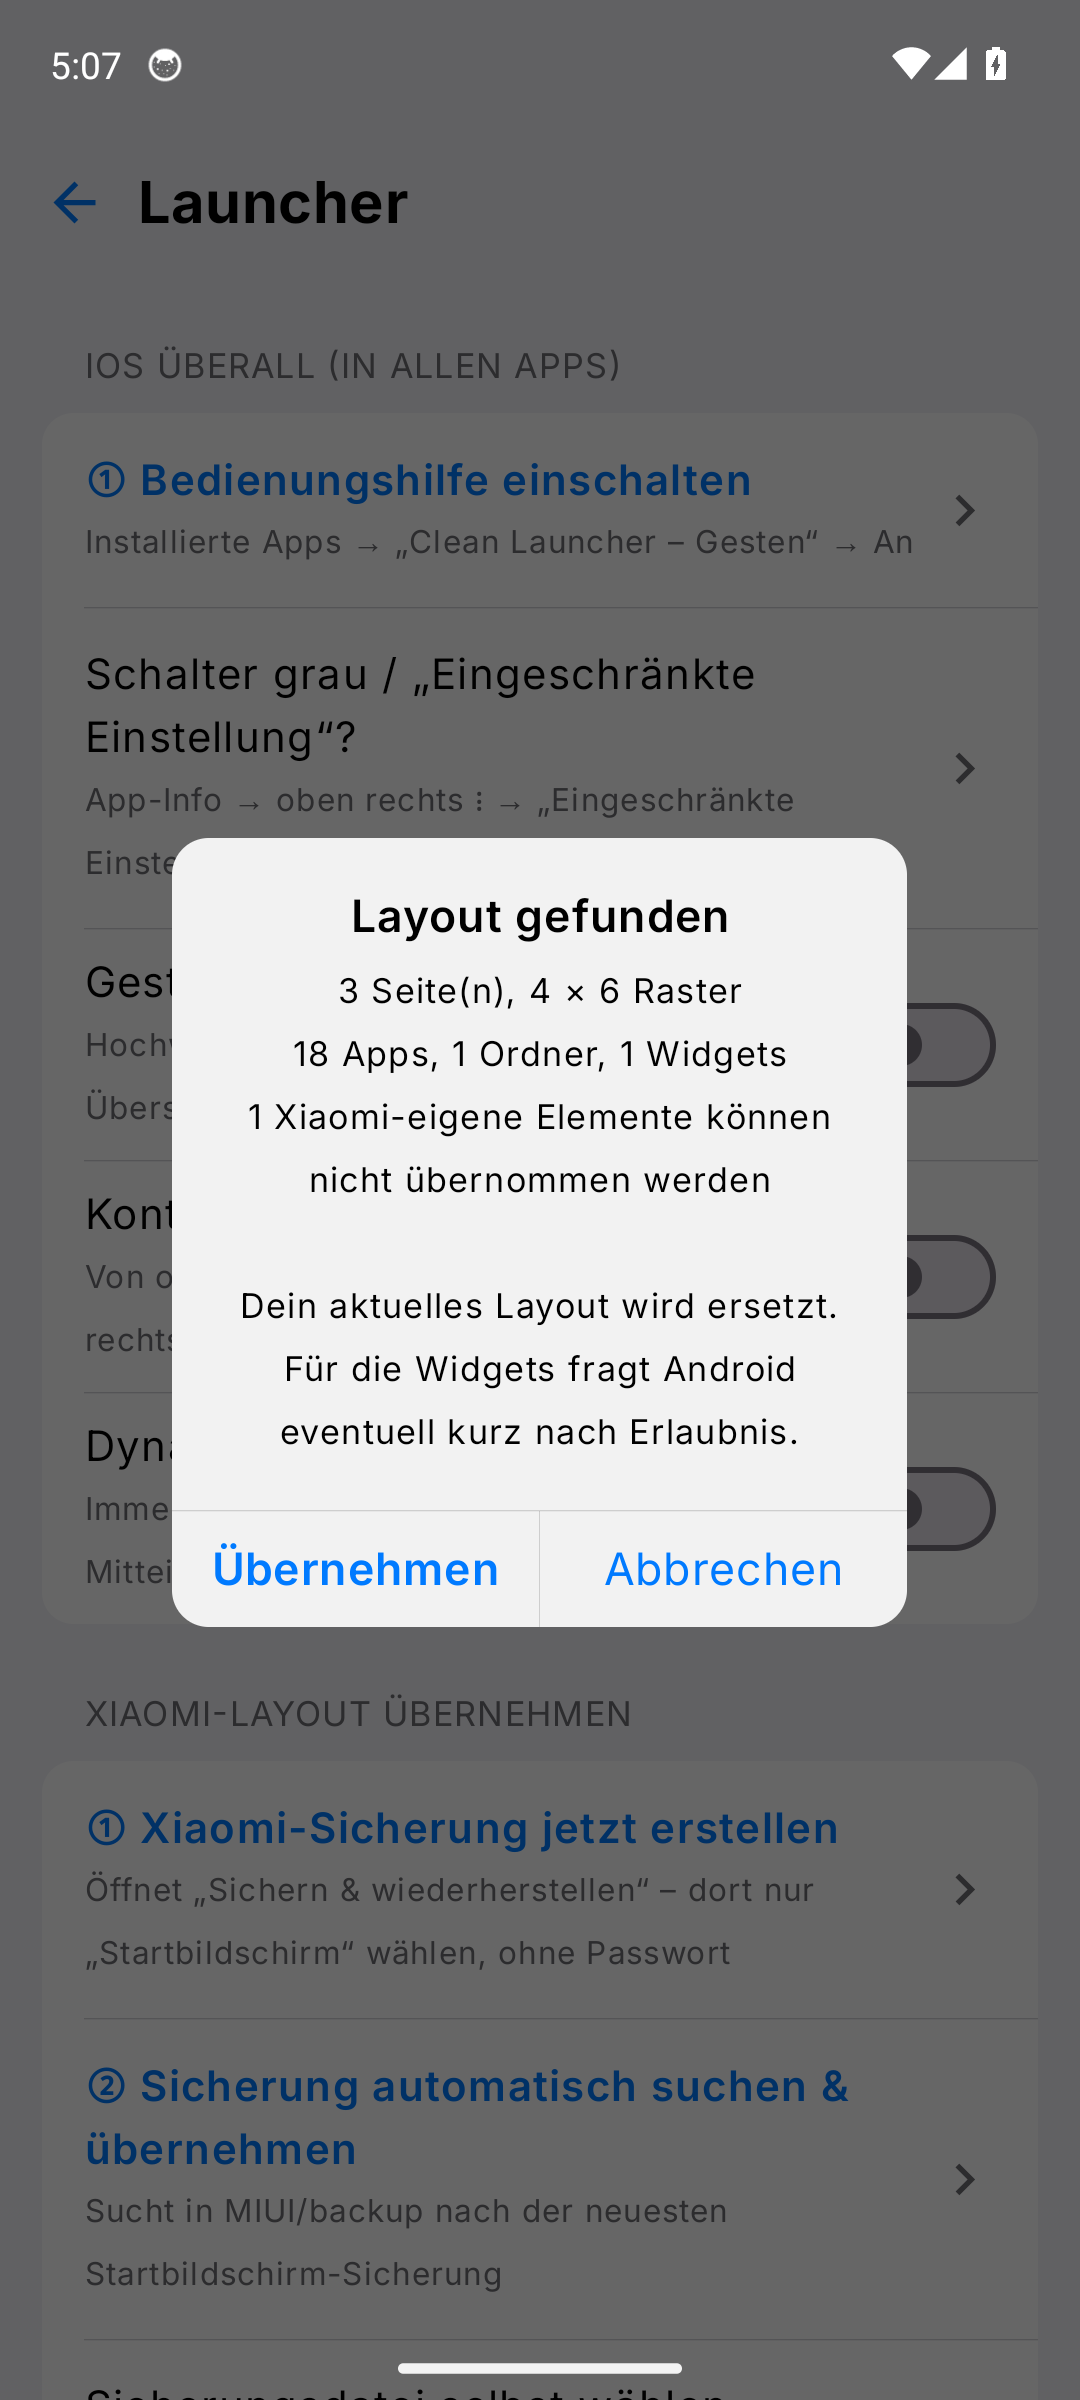 5:07
Launcher
IOS ÜBERALL (IN ALLEN APPS)
① Bedienungshilfe einschalten
Installierte Apps → „Clean Launcher – Gesten“ → An
Schalter grau / „Eingeschränkte
Einstellung“?
App-Info → oben rechts ⋮ → „Eingeschränkte
Layout gefunden
3 Seite(n), 4 × 6 Raster
18 Apps, 1 Ordner, 1 Widgets
1 Xiaomi-eigene Elemente können
nicht übernommen werden
Dein aktuelles Layout wird ersetzt.
Für die Widgets fragt Android
eventuell kurz nach Erlaubnis.
Übernehmen
Abbrechen
Von
XIAOMI-LAYOUT ÜBERNEHMEN
① Xiaomi-Sicherung jetzt erstellen
Öffnet „Sichern & wiederherstellen“ – dort nur
„Startbildschirm“ wählen, ohne Passwort
② Sicherung automatisch suchen &
übernehmen
Sucht in MIUI/backup nach der neuesten
Startbildschirm-Sicherung